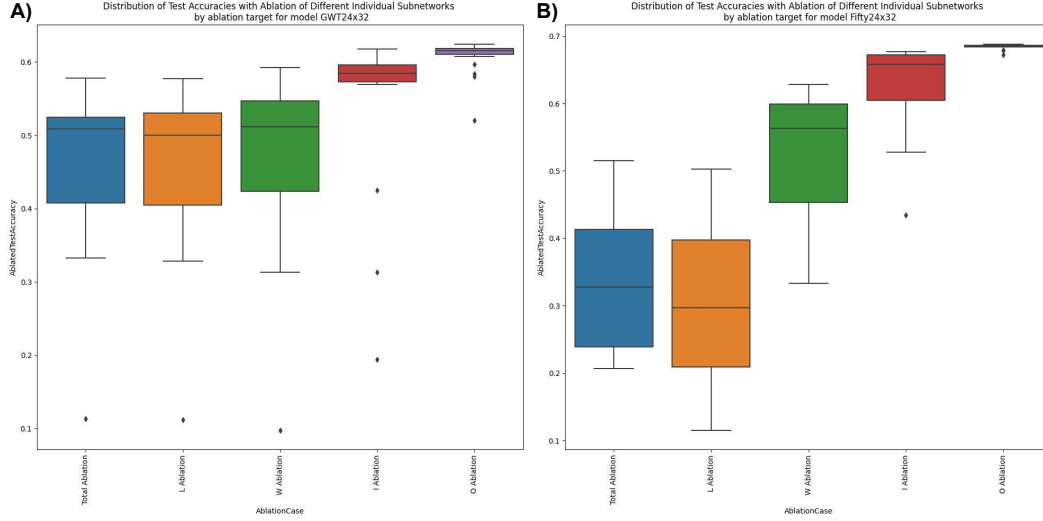 A)
Distribution of Test Accuracies with Ablation of Different Individual Subnetworks
by ablation target for model GWT24x32
0.6
0.5
0.4
0.3
0.2
0.1
AblatedTestAccuracy
Total Ablation
L Ablation
W Ablation
I Ablation
O Ablation
AblationCase
B)
Distribution of Test Accuracies with Ablation of Different Individual Subnetworks
by ablation target for model Fifty24x32
0.7
0.6
0.5
0.4
0.3
0.2
0.1
AblatedTestAccuracy
Total Ablation
L Ablation
W Ablation
I Ablation
O Ablation
AblationCase